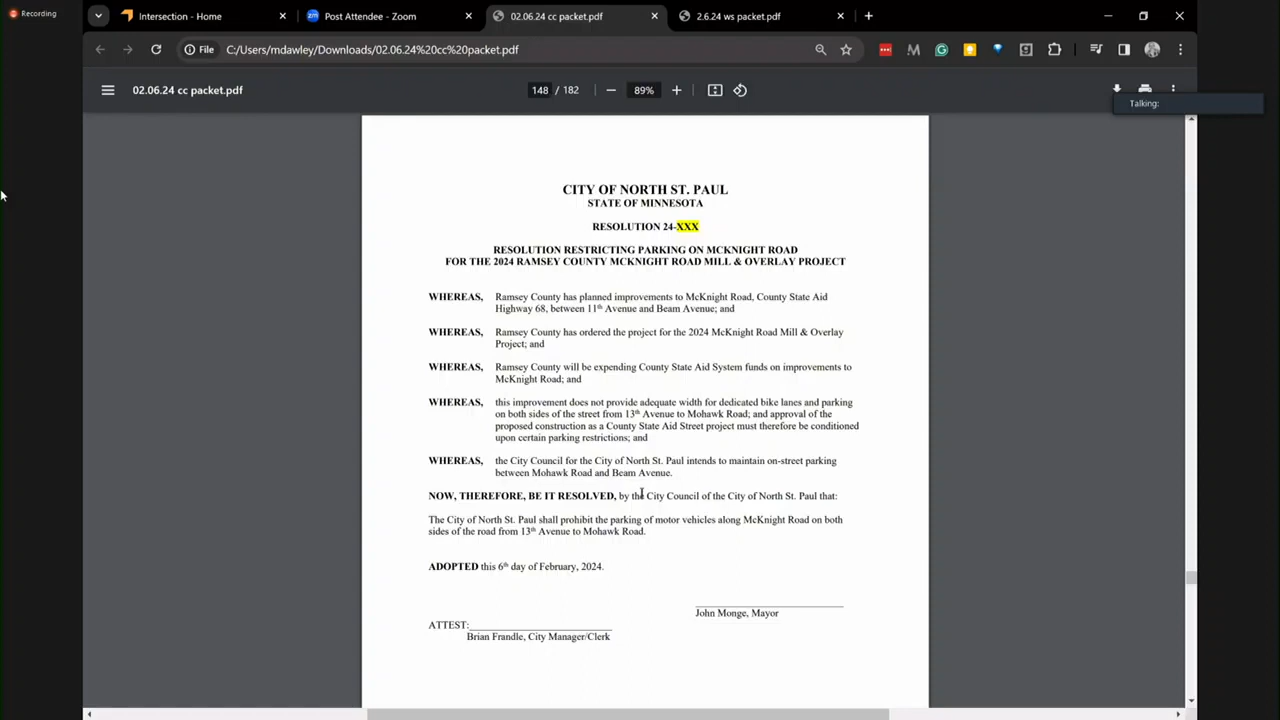 Recording
Intersection - Home
Post Attendee - Zoom
02.06.24 cc packet.pdf
2.6.24 ws packet.pdf
File
C:/Users/mdawley/Downloads/02.06.24%20cc%20packet.pdf
02.06.24 cc packet.pdf
148 / 182
89%
Talking:
CITY OF NORTH ST. PAUL
STATE OF MINNESOTA
RESOLUTION 24-XXX
RESOLUTION RESTRICTING PARKING ON MCKNIGHT ROAD
FOR THE 2024 RAMSEY COUNTY MCKNIGHT ROAD MILL & OVERLAY PROJECT
WHEREAS, Ramsey County has planned improvements to McKnight Road, County State Aid
Highway 68, between 11th Avenue and Beam Avenue; and
WHEREAS, Ramsey County has ordered the project for the 2024 McKnight Road Mill & Overlay
Project; and
WHEREAS, Ramsey County will be expending County State Aid System funds on improvements to
McKnight Road; and
WHEREAS, this improvement does not provide adequate width for dedicated bike lanes and parking
on both sides of the street from 13th Avenue to Mohawk Road; and approval of the
proposed construction as a County State Aid Street project must therefore be conditioned
upon certain parking restrictions; and
WHEREAS, the City Council for the City of North St. Paul intends to maintain on-street parking
between Mohawk Road and Beam Avenue.
NOW, THEREFORE, BE IT RESOLVED, by the City Council of the City of North St. Paul that:
The City of North St. Paul shall prohibit the parking of motor vehicles along McKnight Road on both
sides of the road from 13th Avenue to Mohawk Road.
ADOPTED this 6th day of February, 2024.
John Monge, Mayor
ATTEST:
Brian Frandle, City Manager/Clerk